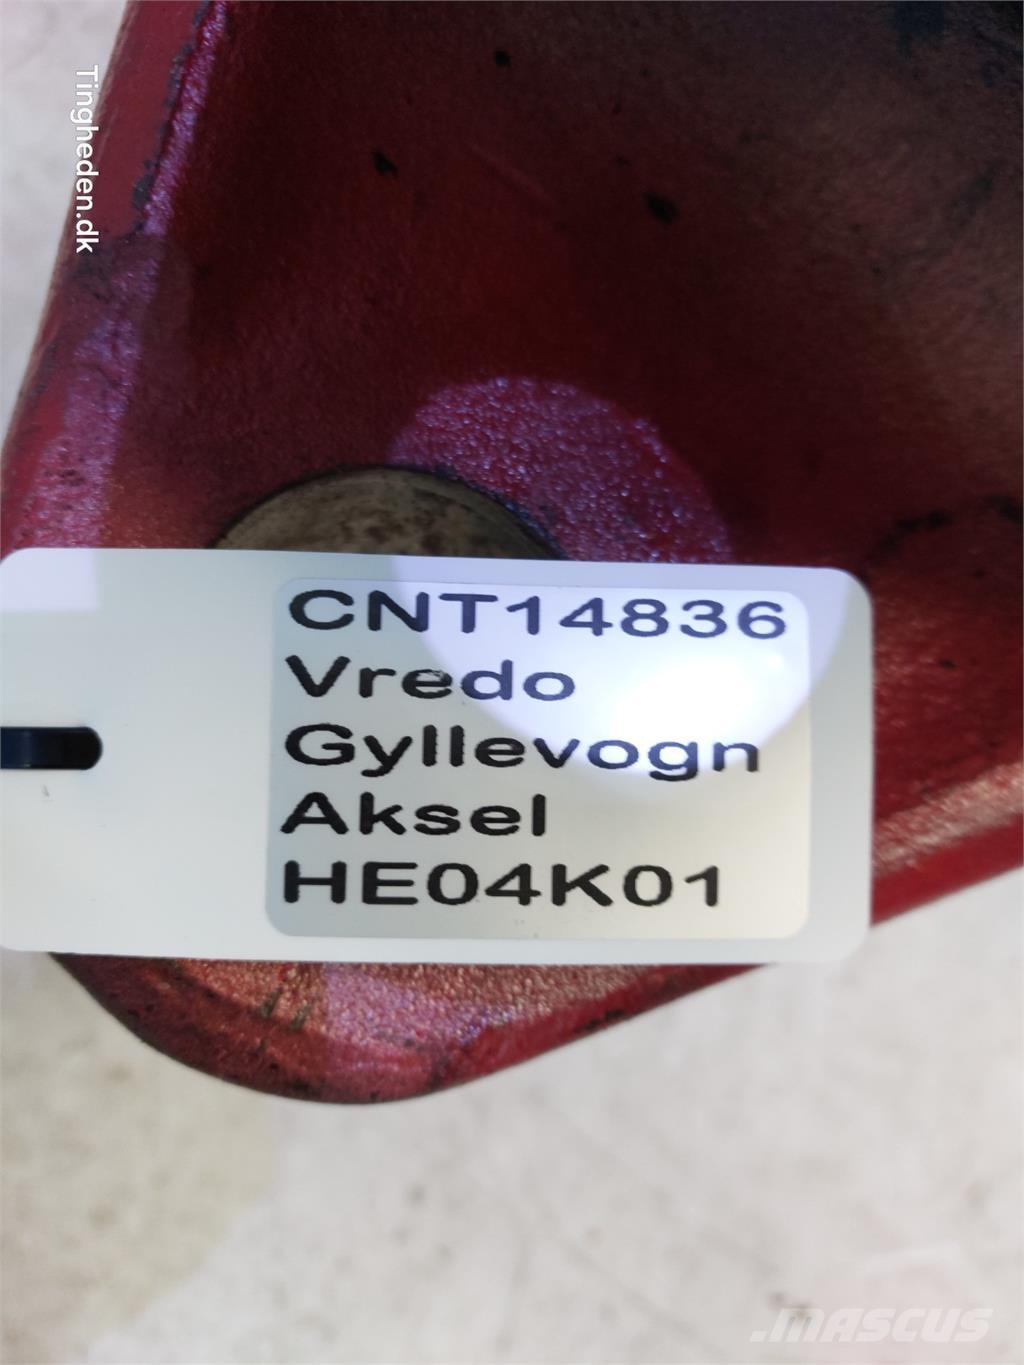 Tingheden.dk
CNT14836
Vredo
Gyllevogn
Aksel
HE04K01
.MASCUS